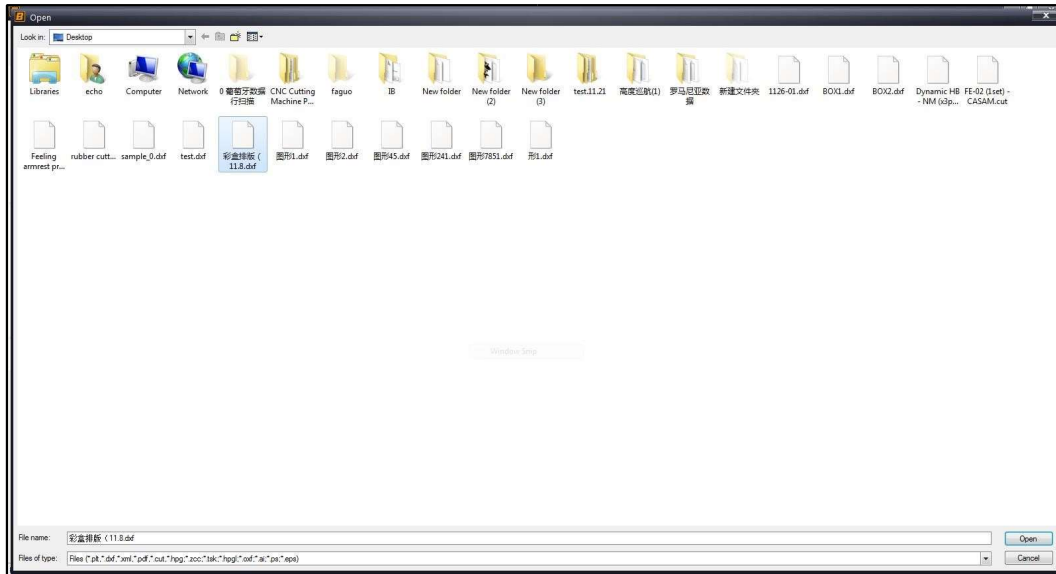 Open
Look in: Desktop
Libraries
echo
Computer
Network
0 葡萄牙数据
行扫描
CNC Cutting
Machine P...
faguo
IB
New folder
New folder
(2)
New folder
(3)
test.11.21
高度巡航(1)
罗马尼亚数
据
新建文件夹
1126-01.dxf
BOX1.dxf
BOX2.dxf
Dynamic HB
- NM (x3p...
FE-02 (1set) -
CASAM.cut
Feeling
armrest pr...
rubber cutt...
sample_0.dxf
test.dxf
彩盒排版(
11.8.dxf
图形1.dxf
图形2.dxf
图形45.dxf
图形241.dxf
图形7851.dxf
形1.dxf
File name: 彩盒排版(11.8.dxf
Open
Files of type: Files (*.plt,*.dxf,*.xml,*.pdf,*.cut,*.hpg;*.zcc;*.tsk;*.hpgl;*.oxf;*.ai;*.ps;*.eps)
Cancel